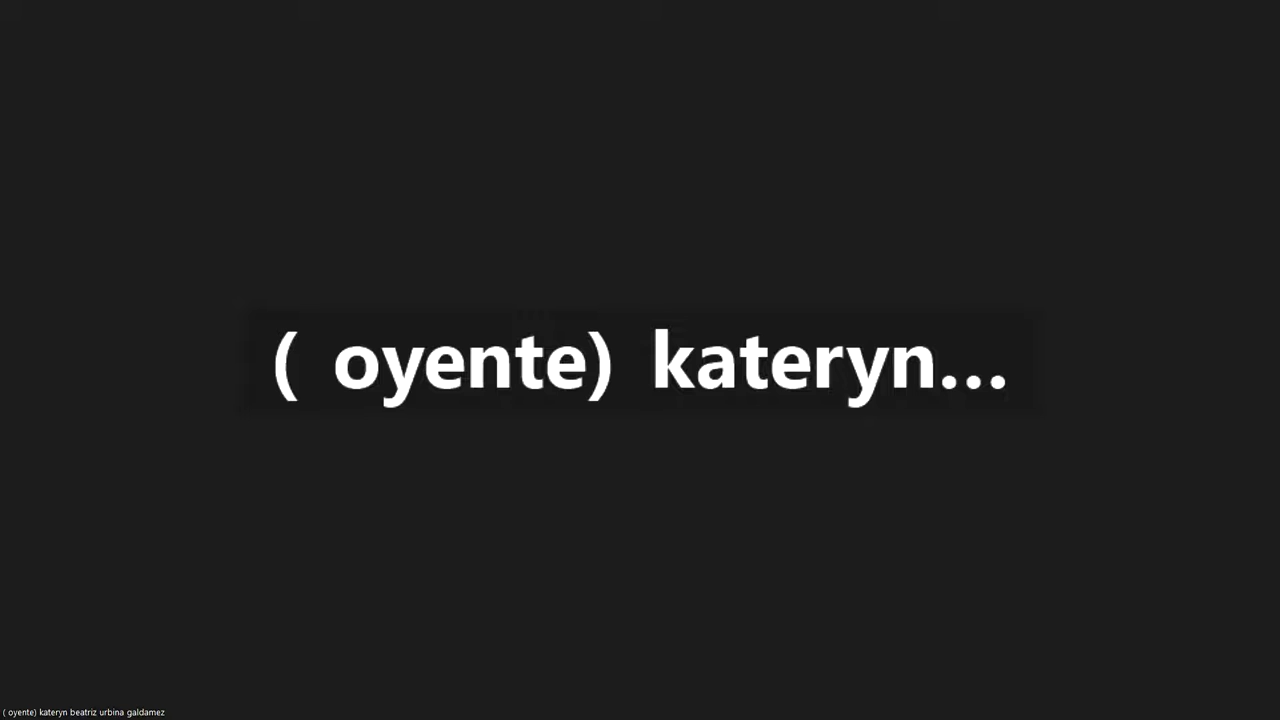 ( oyente) kateryn...
( oyente) kateryn beatriz urbina galdamez